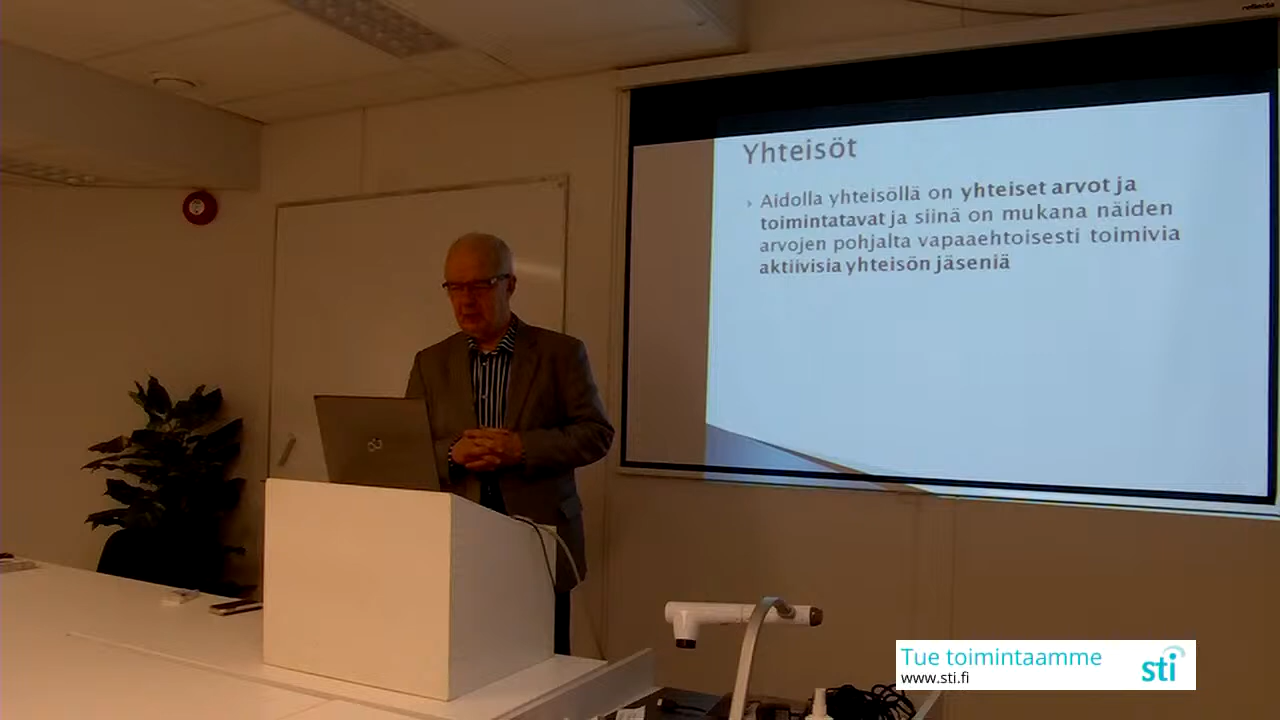 reflecta
Yhteisöt
Aidolla yhteisöllä on yhteiset arvot ja
toimintatavat ja siinä on mukana näiden
arvojen pohjalta vapaaehtoisesti toimivia
aktiivisia yhteisön jäseniä
Tue toimintaamme
www.sti.fi
sti